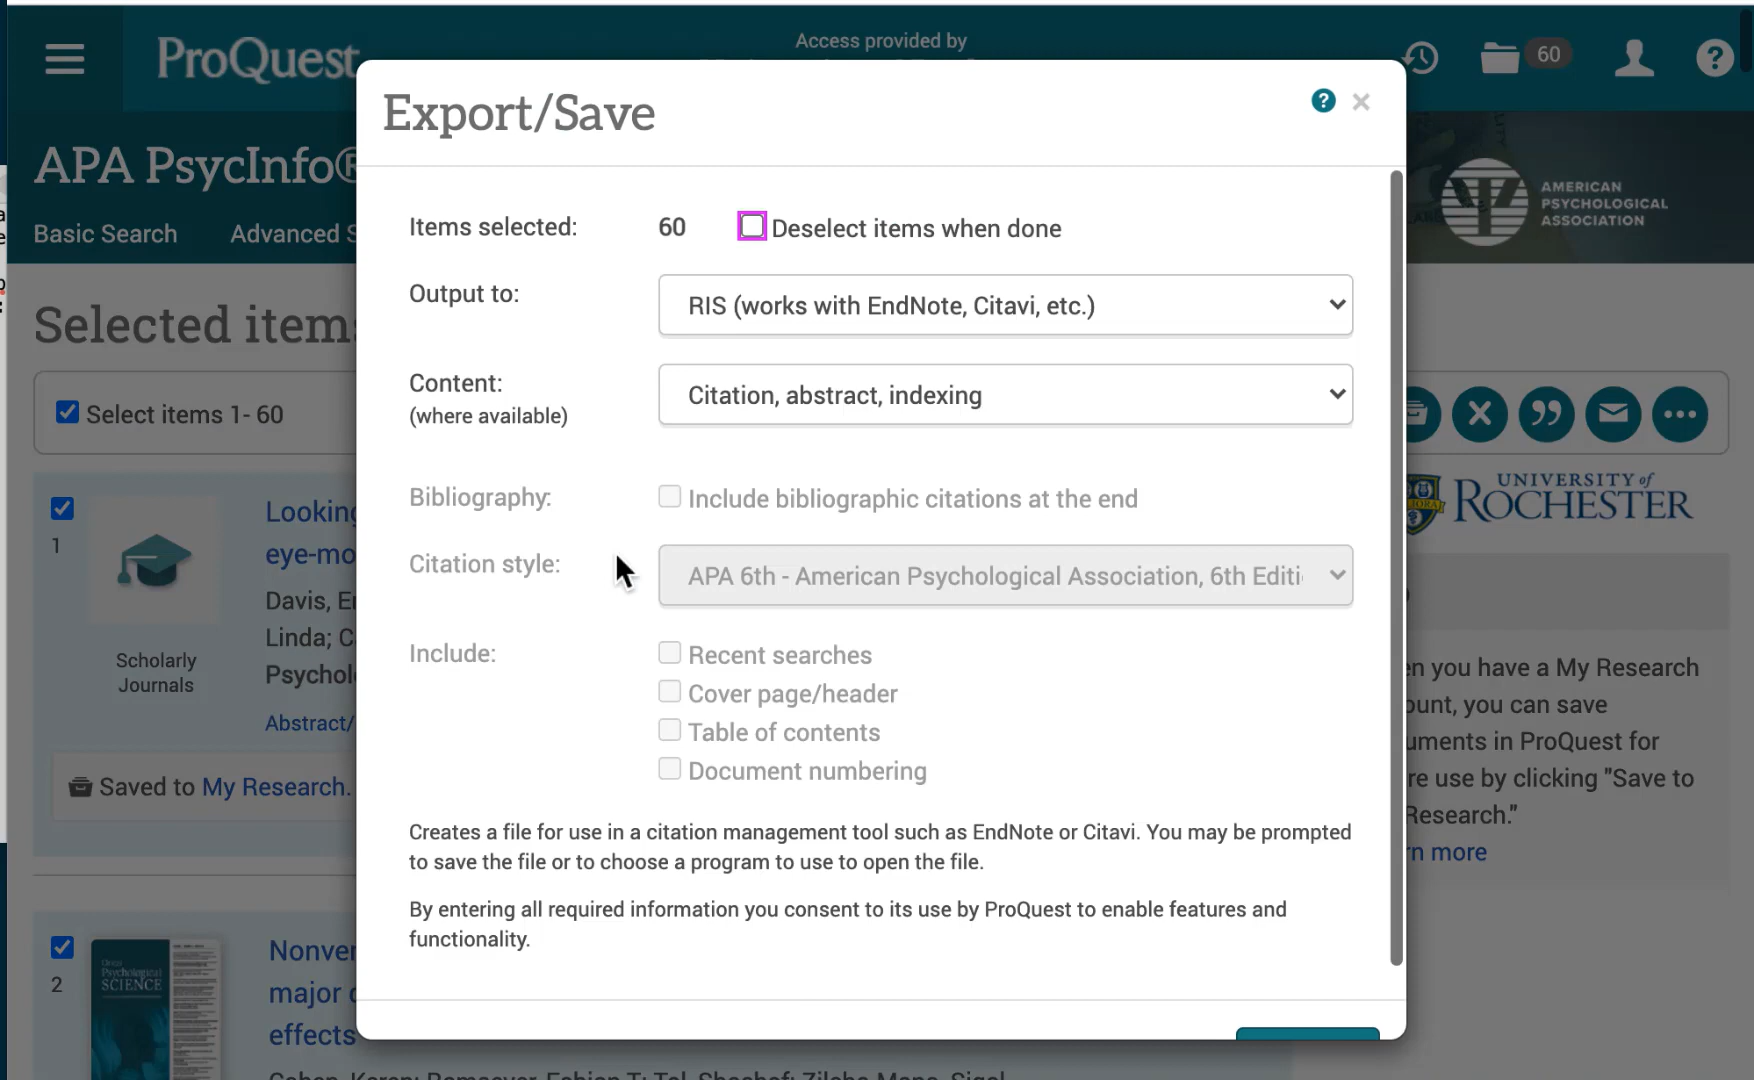 ProQuest
Access provided by
60
Export/Save
APA PsycInfo®
Basic Search
Advanced S
AMERICAN
PSYCHOLOGICAL
ASSOCIATION
Items selected:
60
Deselect items when done
Output to:
RIS (works with EndNote, Citavi, etc.)
Selected item
Content:
(where available)
Citation, abstract, indexing
Select items 1- 60
Bibliography:
Include bibliographic citations at the end
UNIVERSITY of
ROCHESTER
1
Looking
eye-mo
Citation style:
APA 6th - American Psychological Association, 6th Editi
Davis, E
Linda; C
Psychol
Scholarly
Journals
Abstract/
Include:
Recent searches
Cover page/header
Table of contents
Document numbering
en you have a My Research
ount, you can save
uments in ProQuest for
re use by clicking "Save to
Research."
rn more
Saved to My Research.
Creates a file for use in a citation management tool such as EndNote or Citavi. You may be prompted
to save the file or to choose a program to use to open the file.
By entering all required information you consent to its use by ProQuest to enable features and
functionality.
2
Psychological
SCIENCE
Nonver
major d
effects